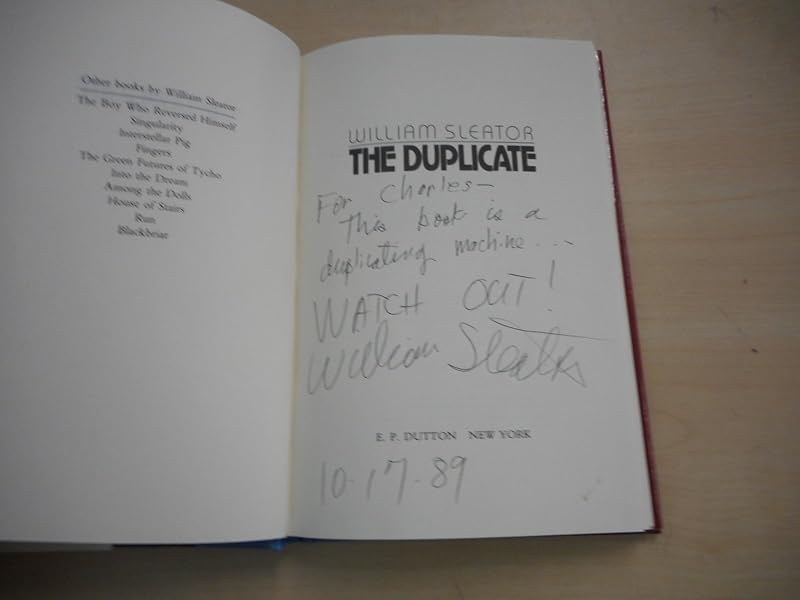 Other books by William Sleator
The Boy Who Reversed Himself
Singularity
Interstellar Pig
Fingers
The Green Futures of Tycho
Into the Dream
Among the Dolls
House of Stairs
Run
Blackbriar
WILLIAM SLEATOR
THE DUPLICATE
For Charles—
This book is a
duplicating machine...
WATCH OUT!
William Sleator
E. P. DUTTON NEW YORK
10-17-89